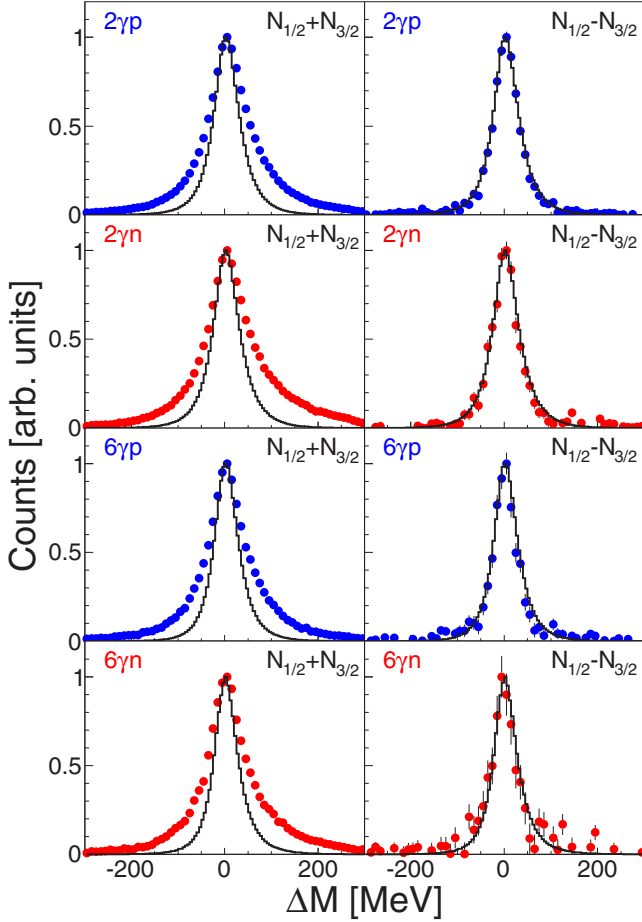 2γp N1/2+N3/2 2γp N1/2−N3/2
1
0.5
0
2γn N1/2+N3/2 2γn N1/2−N3/2
1
0.5
0
6γp N1/2+N3/2 6γp N1/2−N3/2
1
0.5
0
6γn N1/2+N3/2 6γn N1/2−N3/2
1
0.5
0
-200 0 200 -200 0 200
ΔM [MeV]
Counts [arb. units]